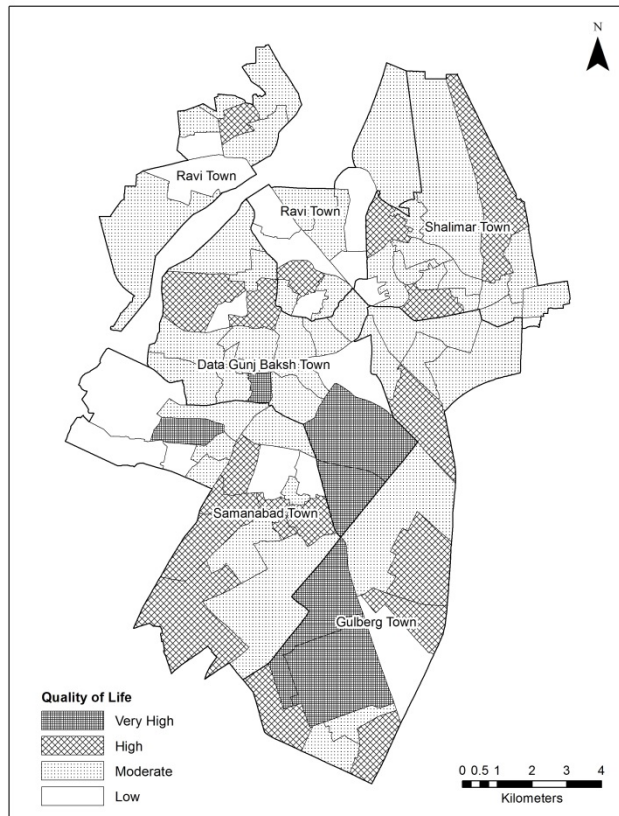 N
Ravi Town
Ravi Town
Shalimar Town
Data Gunj Baksh Town
Samanabad Town
Gulberg Town
Quality of Life
Very High
High
Moderate
Low
0 0.5 1 2 3 4
Kilometers